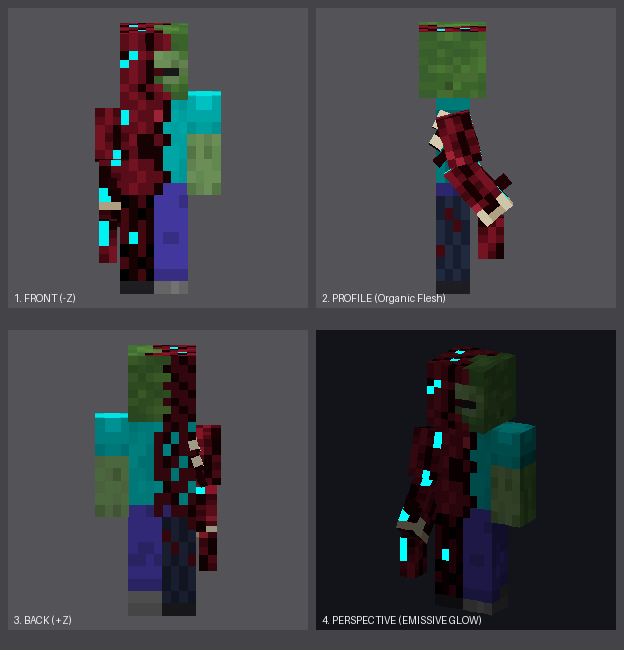 1. FRONT (-Z)
2. PROFILE (Organic Flesh)
3. BACK (+Z)
4. PERSPECTIVE (EMISSIVE GLOW)